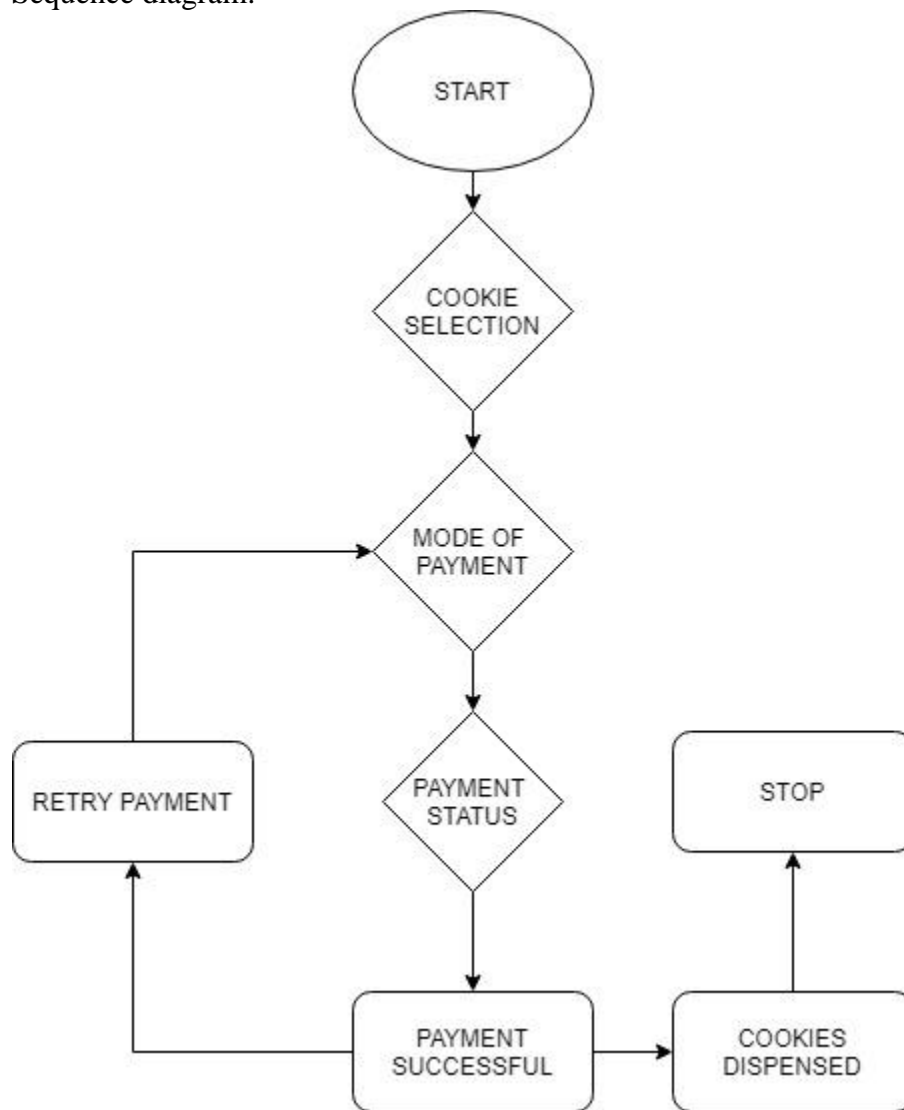 Sequence diagram:
START
COOKIE
SELECTION
MODE OF
PAYMENT
PAYMENT
STATUS
RETRY PAYMENT
STOP
PAYMENT
SUCCESSFUL
COOKIES
DISPENSED